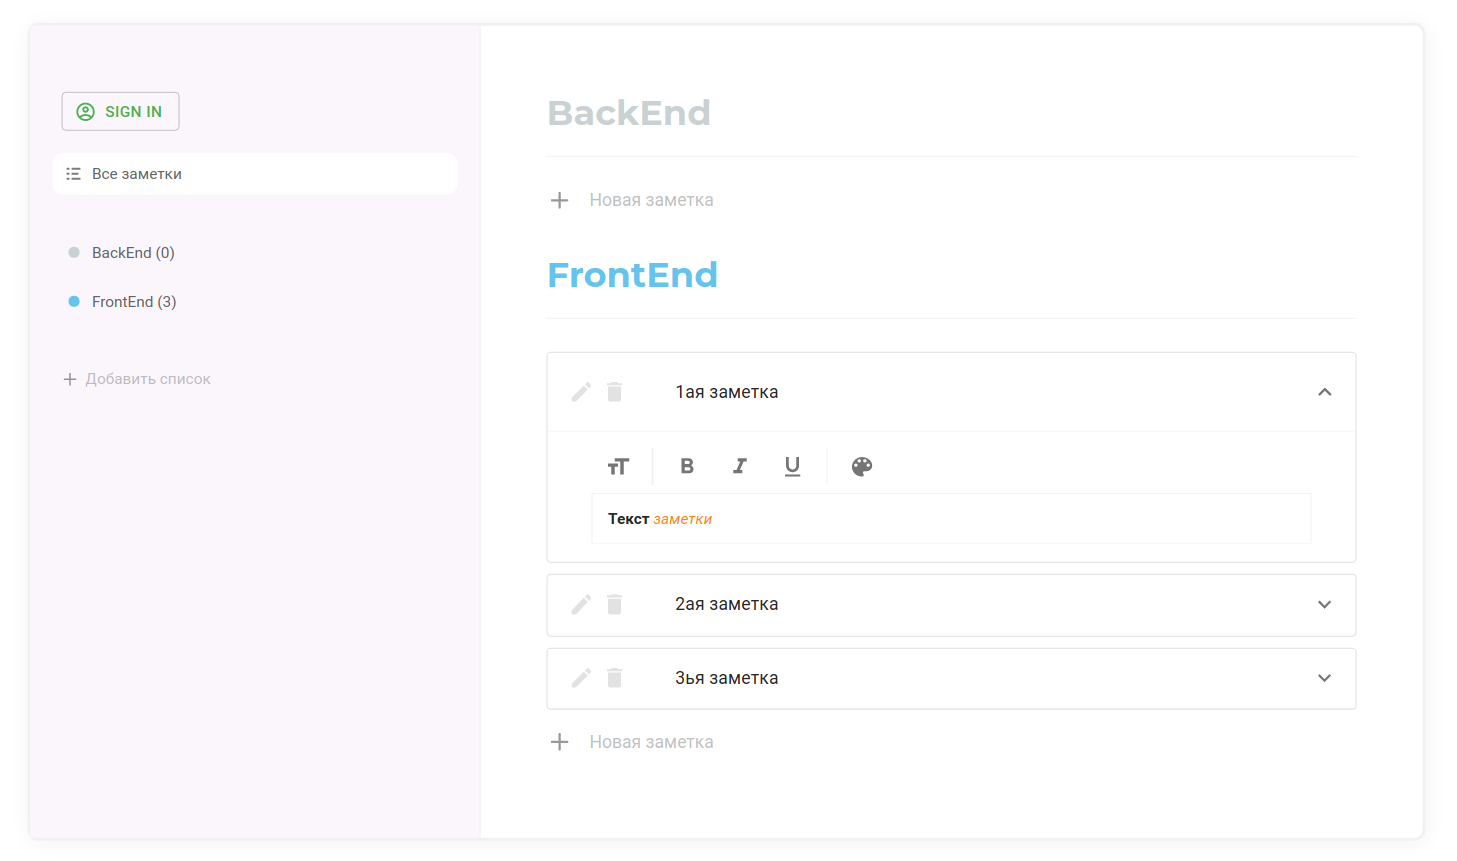 SIGN IN
Все заметки
BackEnd (0)
FrontEnd (3)
Добавить список
BackEnd
Новая заметка
FrontEnd
1ая заметка
B I U
Текст заметки
2ая заметка
3ья заметка
Новая заметка